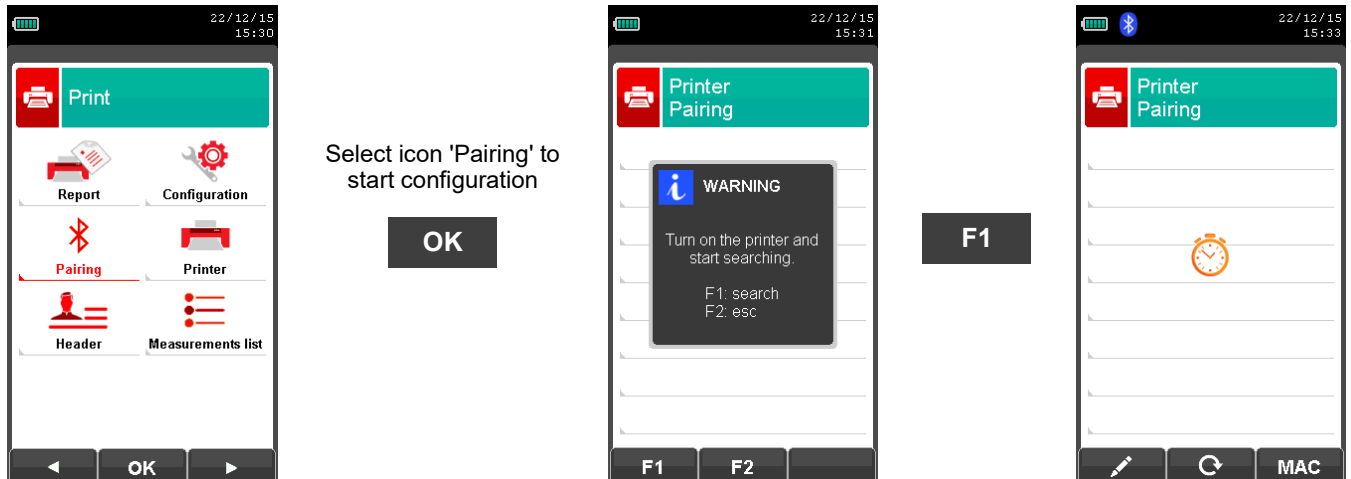 22/12/15
15:30
Print
Report
Configuration
Pairing
Printer
Header
Measurements list
OK
Select icon 'Pairing' to
start configuration
OK
22/12/15
15:31
Printer
Pairing
i WARNING
Turn on the printer and
start searching.
F1: search
F2: esc
F1 F2
F1
22/12/15
15:33
Printer
Pairing
MAC